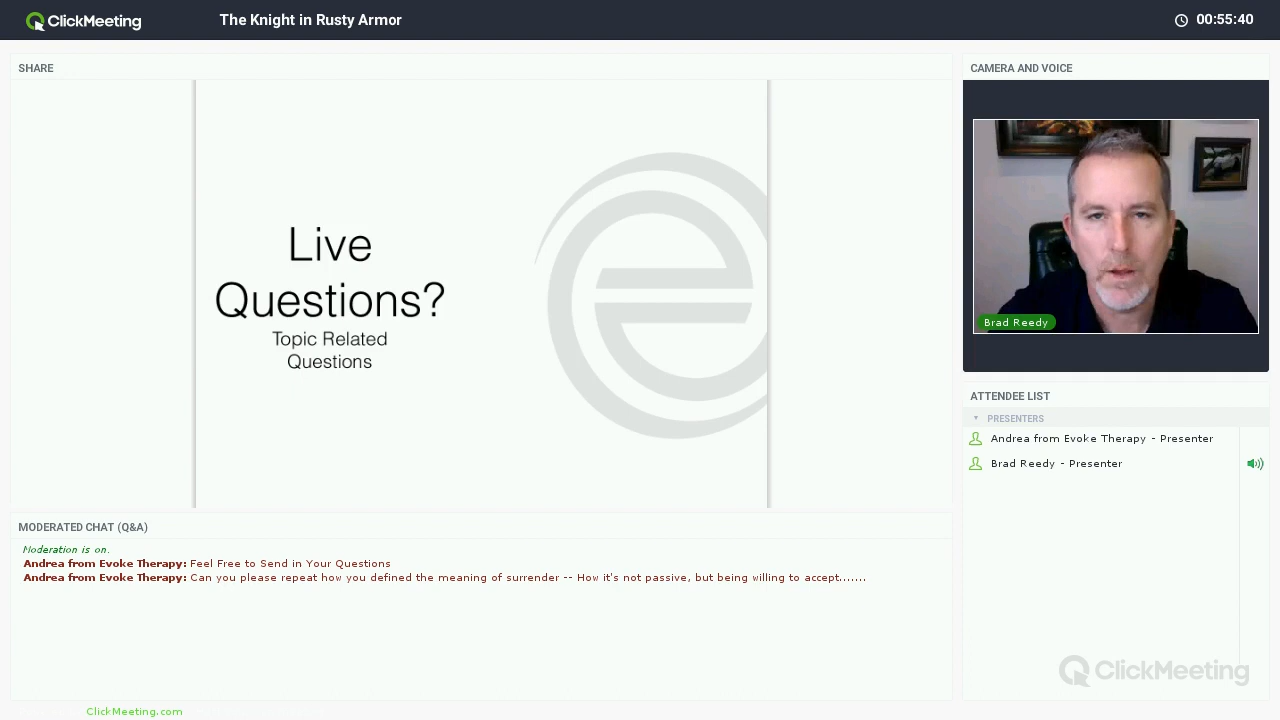 ClickMeeting
The Knight in Rusty Armor
00:55:40
SHARE
Live
Questions?
Topic Related
Questions
CAMERA AND VOICE
Brad Reedy
ATTENDEE LIST
PRESENTERS
Andrea from Evoke Therapy - Presenter
Brad Reedy - Presenter
MODERATED CHAT (Q&A)
Moderation is on.
Andrea from Evoke Therapy: Feel Free to Send in Your Questions
Andrea from Evoke Therapy: Can you please repeat how you defined the meaning of surrender -- How it's not passive, but being willing to accept.......
ClickMeeting
ClickMeeting.com